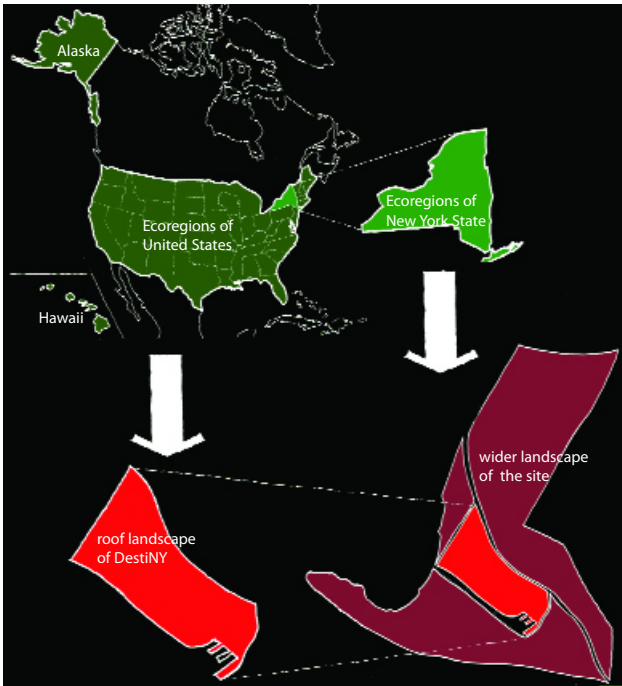 Alaska
Ecoregions of
New York State
Ecoregions of
United States
Hawaii
wider landscape
of the site
roof landscape
of DestiNY